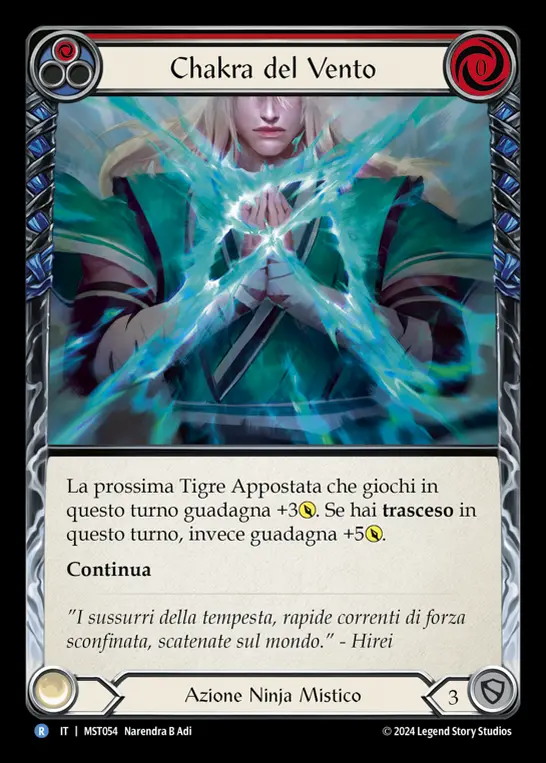 Chakra del Vento
0
La prossima Tigre Appostata che giochi in
questo turno guadagna +3. Se hai trasceso in
questo turno, invece guadagna +5.
Continua
"I sussurri della tempesta, rapide correnti di forza
sconfinata, scatenate sul mondo." - Hirei
Azione Ninja Mistico
3
R IT | MST054 Narendra B Adi
© 2024 Legend Story Studios